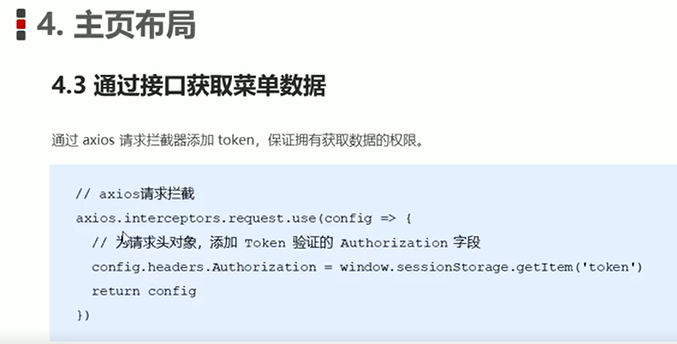 4. 主页布局
4.3 通过接口获取菜单数据
通过 axios 请求拦截器添加 token，保证拥有获取数据的权限。
// axios请求拦截
axios.interceptors.request.use(config => {
// 为请求头对象，添加 Token 验证的 Authorization 字段
config.headers.Authorization = window.sessionStorage.getItem('token')
return config
})